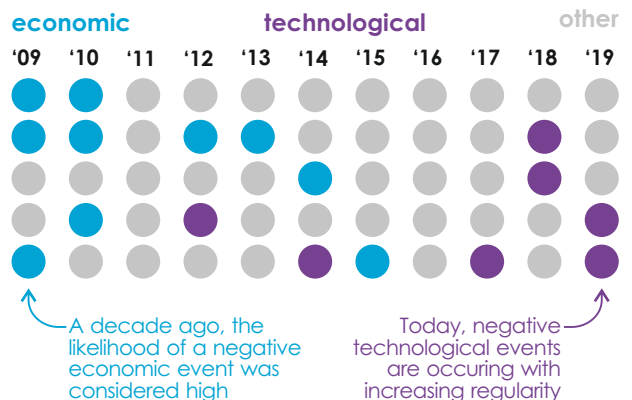 economic technological other
‘09 ‘10 ‘11 ‘12 ‘13 ‘14 ‘15 ‘16 ‘17 ‘18 ‘19
A decade ago, the
likelihood of a negative
economic event was
considered high
Today, negative
technological events
are occuring with
increasing regularity